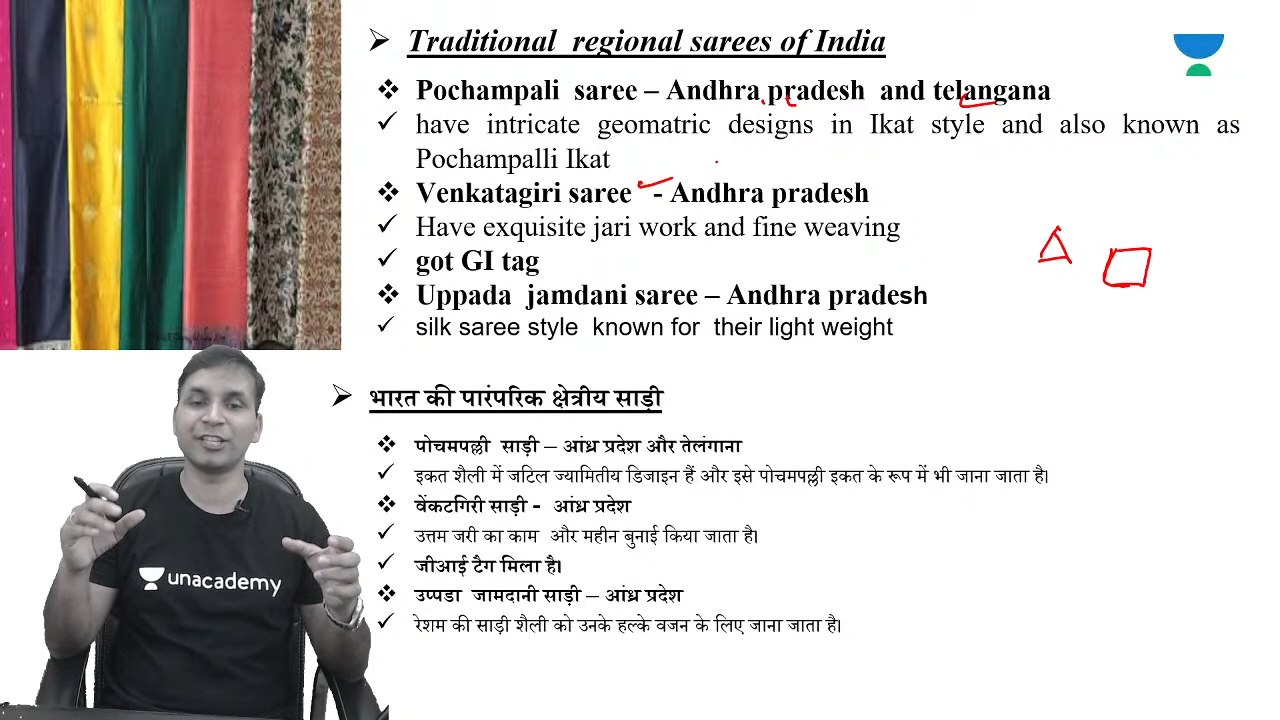 Traditional regional sarees of India
Pochampali saree – Andhra pradesh and telangana
have intricate geomatric designs in Ikat style and also known as
Pochampalli Ikat
Venkatagiri saree - Andhra pradesh
Have exquisite jari work and fine weaving
got GI tag
Uppada jamdani saree – Andhra pradesh
silk saree style known for their light weight
भारत की पारंपरिक क्षेत्रीय साड़ी
पोचमपल्ली साड़ी – आंध्र प्रदेश और तेलंगाना
इकत शैली में जटिल ज्यामितीय डिजाइन हैं और इसे पोचमपल्ली इकत के रूप में भी जाना जाता है।
वेंकटगिरी साड़ी - आंध्र प्रदेश
उत्तम जरी का काम और महीन बुनाई किया जाता है।
जीआई टैग मिला है।
उप्पडा जामदानी साड़ी – आंध्र प्रदेश
रेशम की साड़ी शैली को उनके हल्के वजन के लिए जाना जाता है।
unacademy